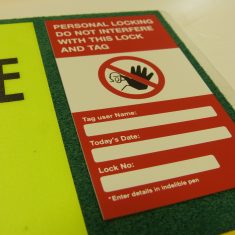 PERSONAL LOCKING
DO NOT INTERFERE
WITH THIS LOCK
AND TAG
E
Tag user Name:
Today's Date:
Lock No:
*Enter details in indelible pen